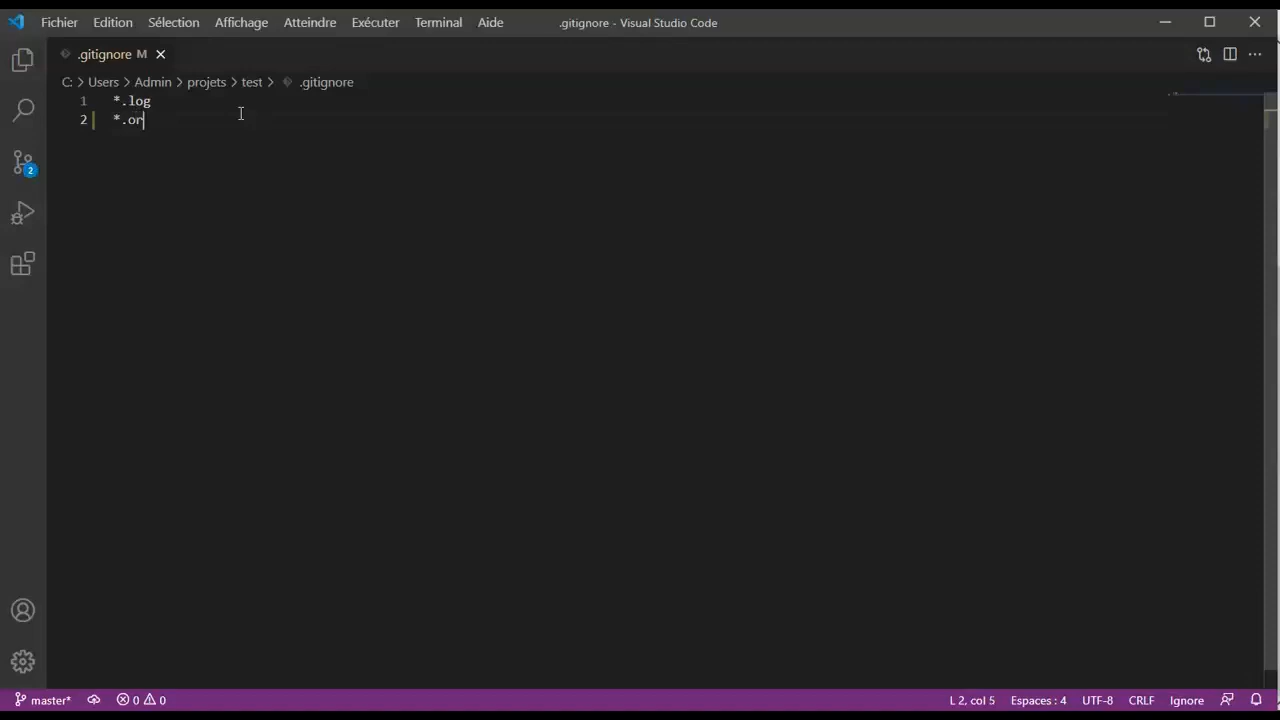 Fichier Edition Sélection Affichage Atteindre Exécuter Terminal Aide .gitignore - Visual Studio Code
.gitignore M
C: > Users > Admin > projets > test > .gitignore
1 *.log
2 *.or
2
master* 0 0 L 2, col 5 Espaces : 4 UTF-8 CRLF Ignore